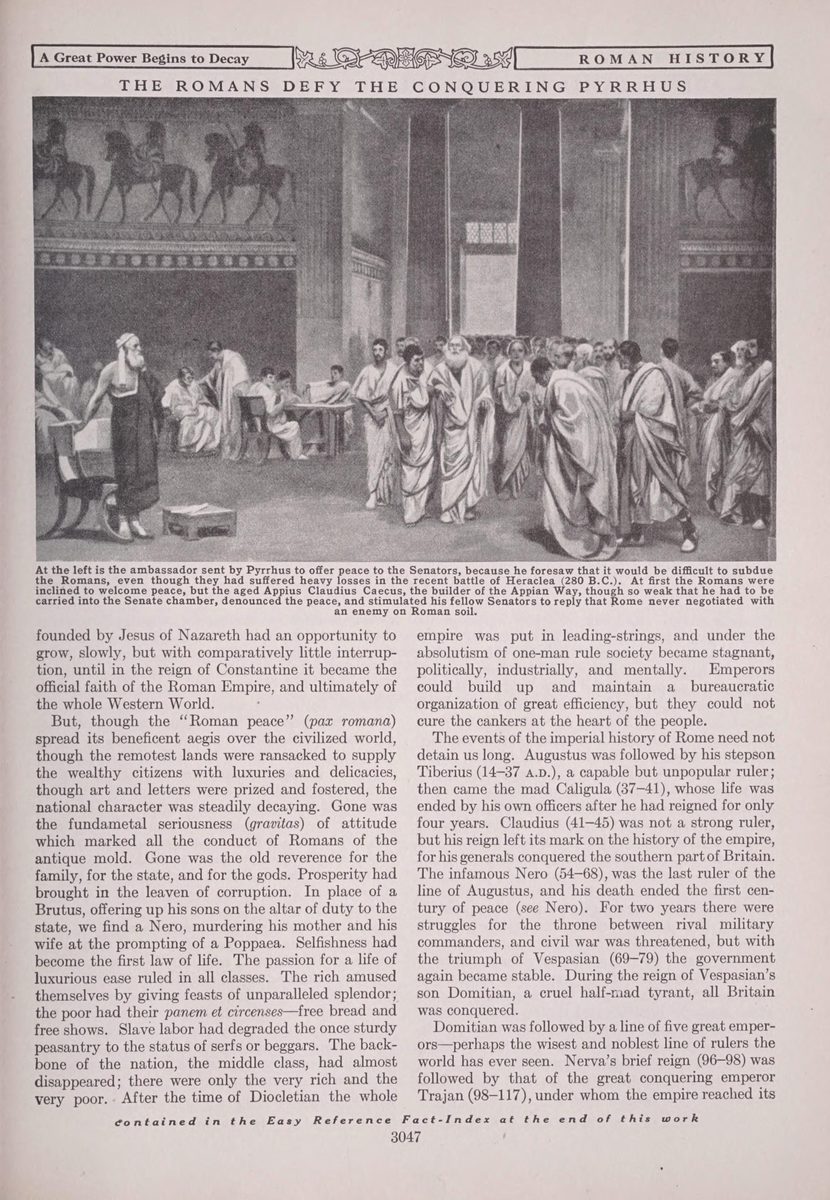 A Great Power Begins to Decay
ROMAN HISTORY
THE ROMANS DEFY THE CONQUERING PYRRHUS
At the left is the ambassador sent by Pyrrhus to offer peace to the Senators, because he foresaw that it would be difficult to subdue
the Romans, even though they had suffered heavy losses in the recent battle of Heraclea (280 B.C.). At first the Romans were
inclined to welcome peace, but the aged Appius Claudius Caecus, the builder of the Appian Way, though so weak that he had to be
carried into the Senate chamber, denounced the peace, and stimulated his fellow Senators to reply that Rome never negotiated with
an enemy on Roman soil.
founded by Jesus of Nazareth had an opportunity to
grow, slowly, but with comparatively little interrup-
tion, until in the reign of Constantine it became the
official faith of the Roman Empire, and ultimately of
the whole Western World.
But, though the “Roman peace” (pax romana)
spread its beneficent aegis over the civilized world,
though the remotest lands were ransacked to supply
the wealthy citizens with luxuries and delicacies,
though art and letters were prized and fostered, the
national character was steadily decaying. Gone was
the fundametal seriousness (gravitas) of attitude
which marked all the conduct of Romans of the
antique mold. Gone was the old reverence for the
family, for the state, and for the gods. Prosperity had
brought in the leaven of corruption. In place of a
Brutus, offering up his sons on the altar of duty to the
state, we find a Nero, murdering his mother and his
wife at the prompting of a Poppaea. Selfishness had
become the first law of life. The passion for a life of
luxurious ease ruled in all classes. The rich amused
themselves by giving feasts of unparalleled splendor;
the poor had their panem et circenses—free bread and
free shows. Slave labor had degraded the once sturdy
peasantry to the status of serfs or beggars. The back-
bone of the nation, the middle class, had almost
disappeared; there were only the very rich and the
very poor. After the time of Diocletian the whole
empire was put in leading-strings, and under the
absolutism of one-man rule society became stagnant,
politically, industrially, and mentally. Emperors
could build up and maintain a bureaucratic
organization of great efficiency, but they could not
cure the cankers at the heart of the people.
The events of the imperial history of Rome need not
detain us long. Augustus was followed by his stepson
Tiberius (14–37 A.D.), a capable but unpopular ruler;
then came the mad Caligula (37–41), whose life was
ended by his own officers after he had reigned for only
four years. Claudius (41–45) was not a strong ruler,
but his reign left its mark on the history of the empire,
for his generals conquered the southern part of Britain.
The infamous Nero (54–68), was the last ruler of the
line of Augustus, and his death ended the first cen-
tury of peace (see Nero). For two years there were
struggles for the throne between rival military
commanders, and civil war was threatened, but with
the triumph of Vespasian (69–79) the government
again became stable. During the reign of Vespasian’s
son Domitian, a cruel half-mad tyrant, all Britain
was conquered.
Domitian was followed by a line of five great emper-
ors—perhaps the wisest and noblest line of rulers the
world has ever seen. Nerva’s brief reign (96–98) was
followed by that of the great conquering emperor
Trajan (98–117), under whom the empire reached its
contained in the Easy Reference Fact-Index at the end of this work
3047